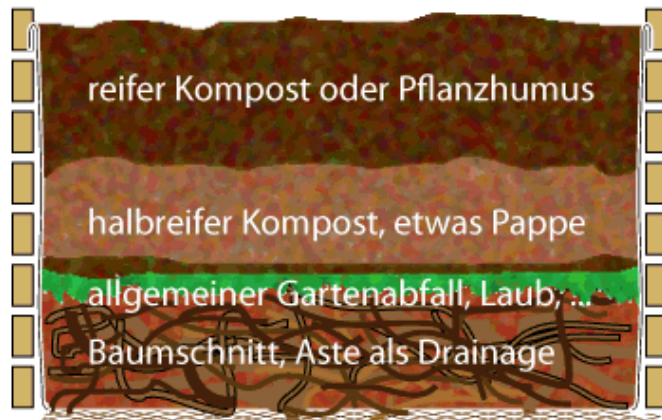 reifer Kompost oder Pflanzhumus
halbreifer Kompost, etwas Pappe
allgemeiner Gartenabfall, Laub, ...
Baumschnitt, Aste als Drainage